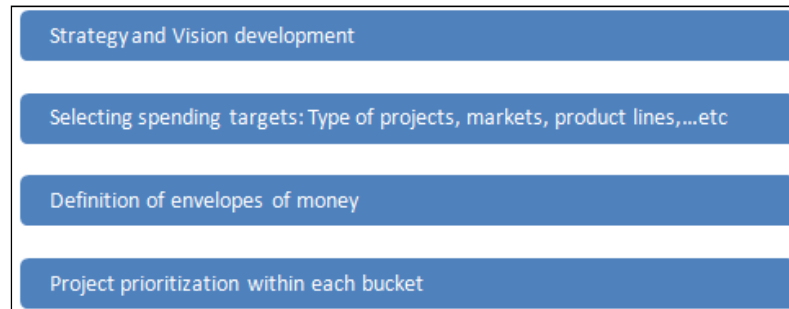 Strategy and Vision development
Selecting spending targets: Type of projects, markets, product lines,...etc
Definition of envelopes of money
Project prioritization within each bucket